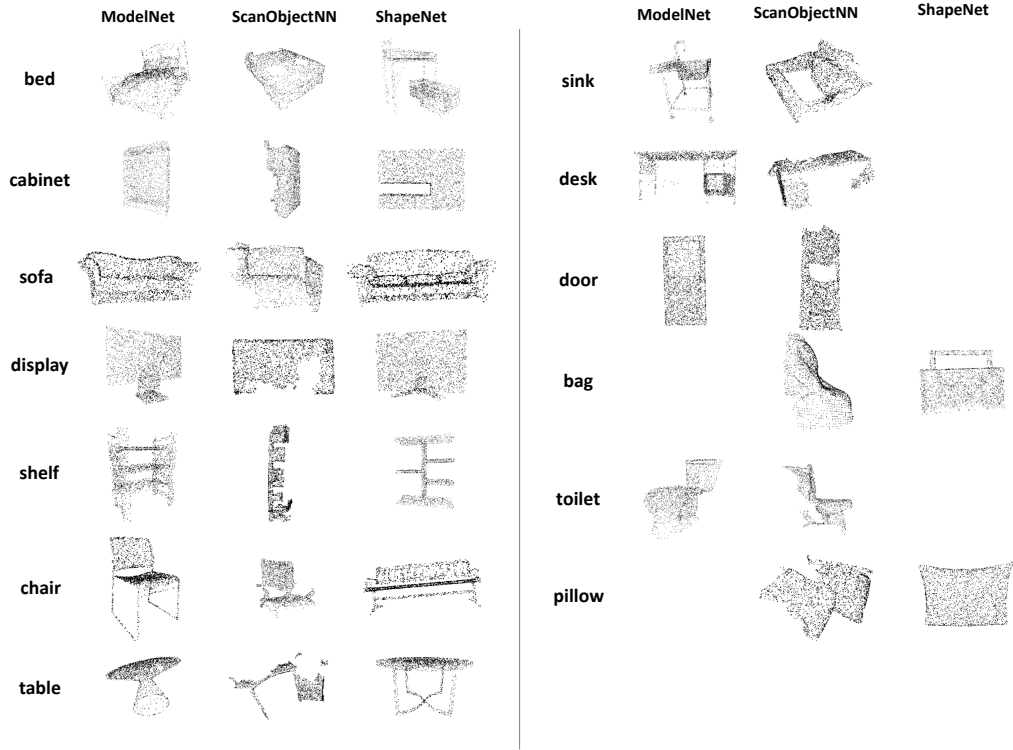 ModelNet ScanObjectNN ShapeNet
bed
cabinet
sofa
display
shelf
chair
table
ModelNet ScanObjectNN ShapeNet
sink
desk
door
bag
toilet
pillow